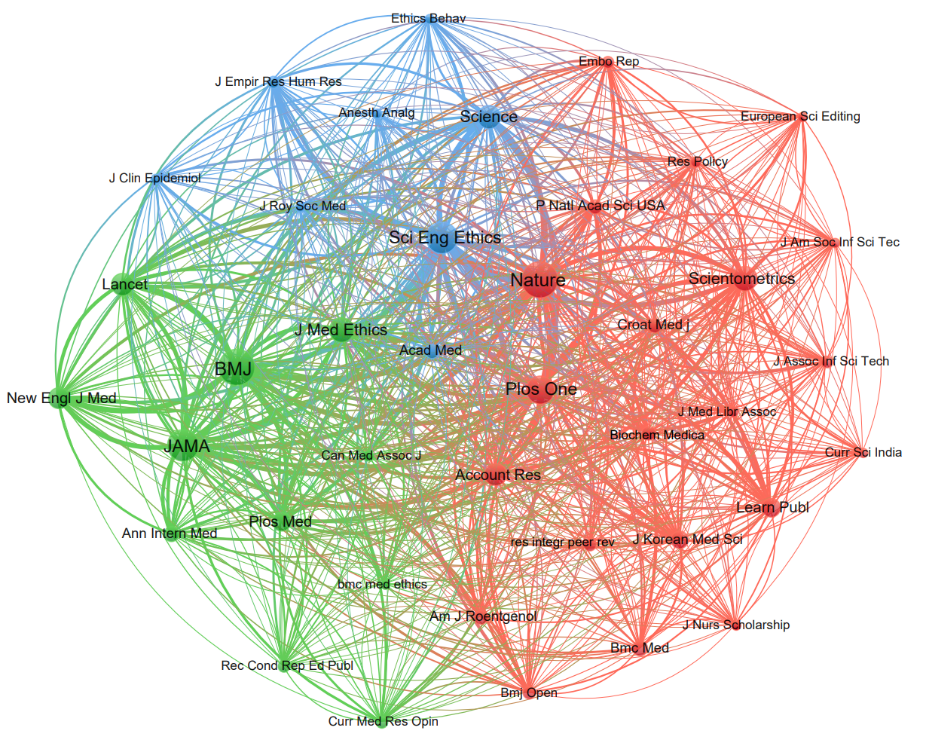 Ethics Behav
Embo Rep
J Empir Res Hum Res
Anesth Analg
Science
European Sci Editing
Res Policy
J Clin Epidemiol
J Roy Soc Med
P Natl Acad Sci USA
Sci Eng Ethics
J Am Soc Inf Sci Tec
Lancet
Nature
Scientometrics
J Med Ethics
Croat Med j
Acad Med
BMJ
J Assoc Inf Sci Tech
New Engl J Med
Plos One
J Med Libr Assoc
Biochem Medica
JAMA
Can Med Assoc J
Curr Sci India
Account Res
Learn Publ
Plos Med
Ann Intern Med
res integr peer rev
J Korean Med Sci
bmc med ethics
Am J Roentgenol
J Nurs Scholarship
Bmc Med
Rec Cond Rep Ed Publ
Bmj Open
Curr Med Res Opin